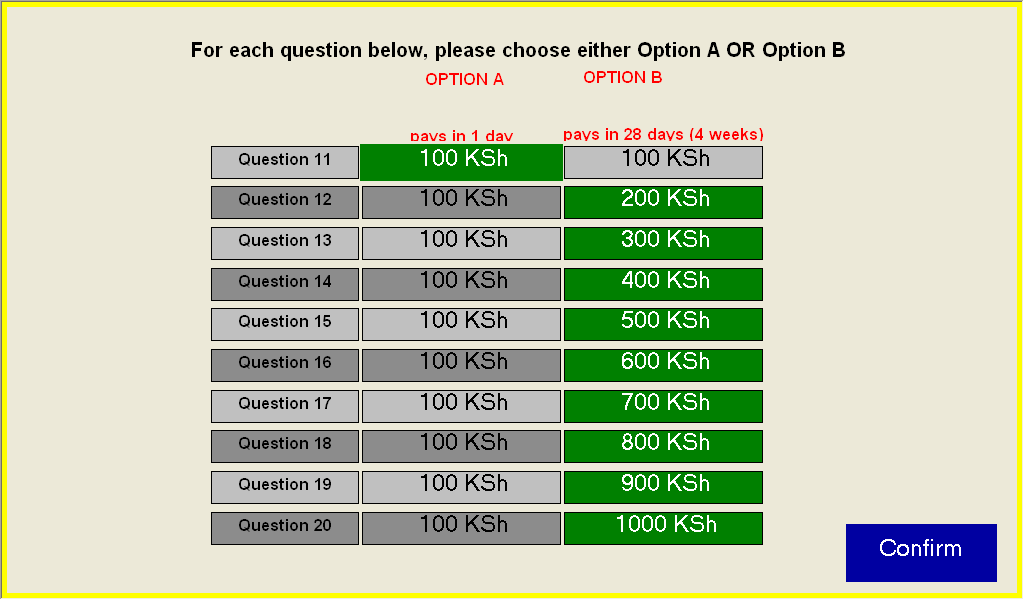 For each question below, please choose either Option A OR Option B
OPTION A OPTION B
pays in 1 day pays in 28 days (4 weeks)
Question 11 100 KSh 100 KSh
Question 12 100 KSh 200 KSh
Question 13 100 KSh 300 KSh
Question 14 100 KSh 400 KSh
Question 15 100 KSh 500 KSh
Question 16 100 KSh 600 KSh
Question 17 100 KSh 700 KSh
Question 18 100 KSh 800 KSh
Question 19 100 KSh 900 KSh
Question 20 100 KSh 1000 KSh
Confirm